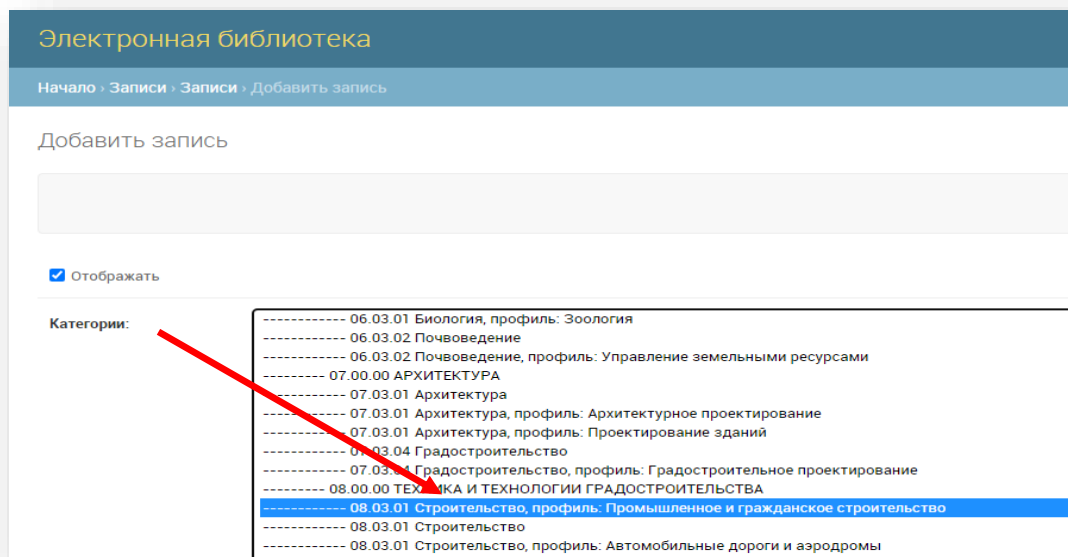 Электронная библиотека
Начало › Записи › Записи › Добавить запись
Добавить запись
Отображать
Категории:
------------ 06.03.01 Биология, профиль: Зоология
------------ 06.03.02 Почвоведение
------------ 06.03.02 Почвоведение, профиль: Управление земельными ресурсами
--------- 07.00.00 АРХИТЕКТУРА
------------ 07.03.01 Архитектура
------------ 07.03.01 Архитектура, профиль: Архитектурное проектирование
------------ 07.03.01 Архитектура, профиль: Проектирование зданий
------------ 07.03.04 Градостроительство
------------ 07.03.04 Градостроительство, профиль: Градостроительное проектирование
--------- 08.00.00 ТЕХНИКА И ТЕХНОЛОГИИ ГРАДОСТРОИТЕЛЬСТВА
------------ 08.03.01 Строительство, профиль: Промышленное и гражданское строительство
------------ 08.03.01 Строительство
------------ 08.03.01 Строительство, профиль: Автомобильные дороги и аэродромы